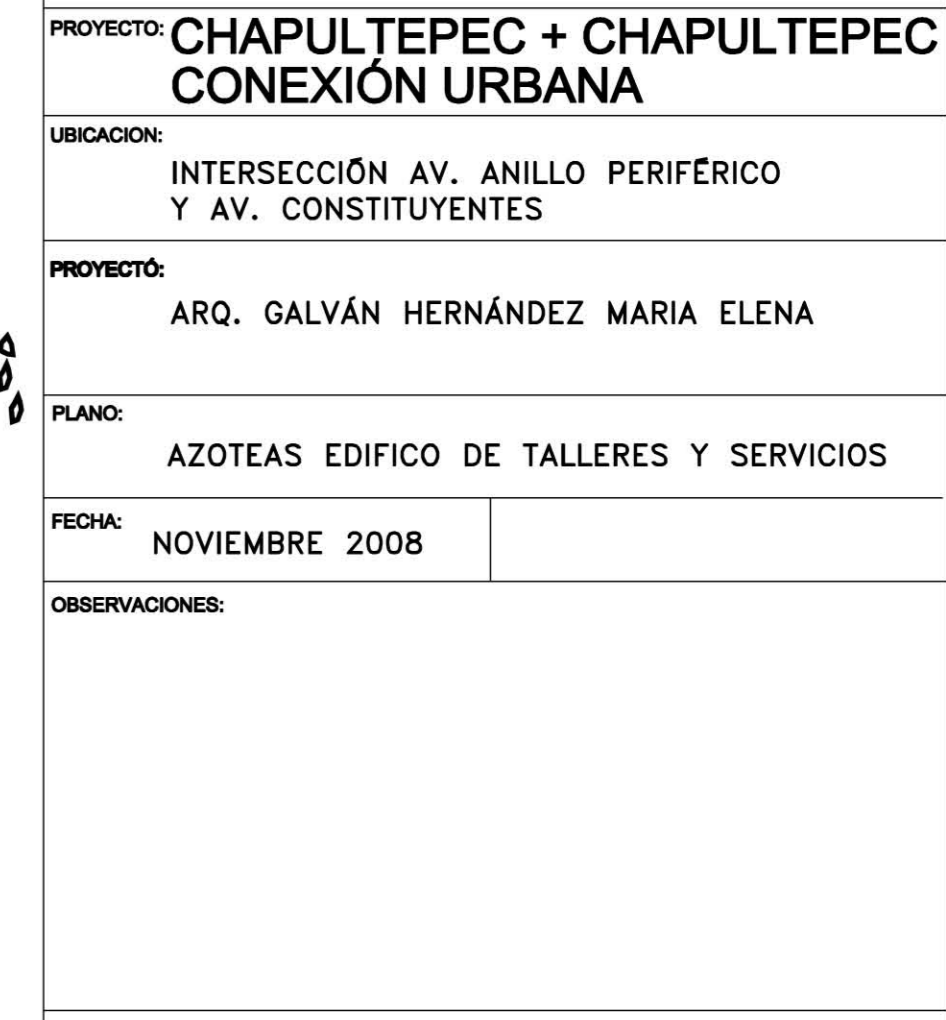 PROYECTO: CHAPULTEPEC + CHAPULTEPEC
CONEXIÓN URBANA
UBICACION:
INTERSECCIÓN AV. ANILLO PERIFÉRICO
Y AV. CONSTITUYENTES
PROYECTÓ:
ARQ. GALVÁN HERNÁNDEZ MARIA ELENA
PLANO:
AZOTEAS EDIFICO DE TALLERES Y SERVICIOS
FECHA: NOVIEMBRE 2008
OBSERVACIONES: